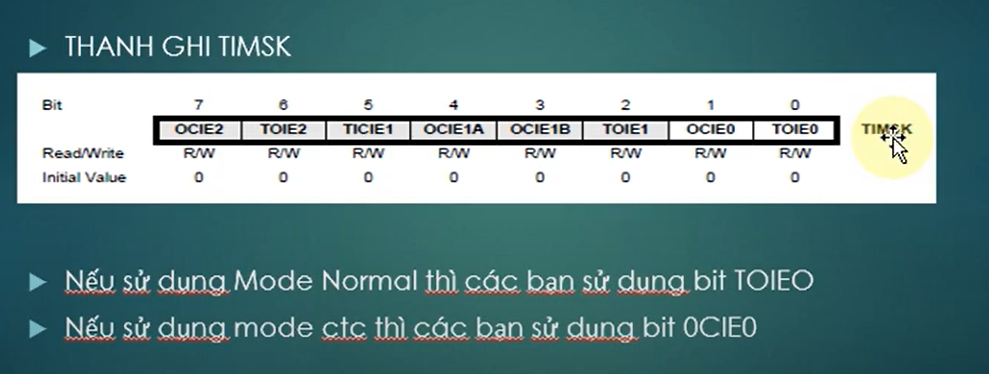 THANH GHI TIMSK
Bit 7 6 5 4 3 2 1 0
OCIE2 TOIE2 TICIE1 OCIE1A OCIE1B TOIE1 OCIE0 TOIE0 TIMSK
Read/Write R/W R/W R/W R/W R/W R/W R/W R/W
Initial Value 0 0 0 0 0 0 0 0
Nếu sử dụng Mode Normal thì các bạn sử dụng bit TOIEO
Nếu sử dụng mode ctc thì các bạn sử dụng bit 0CIE0